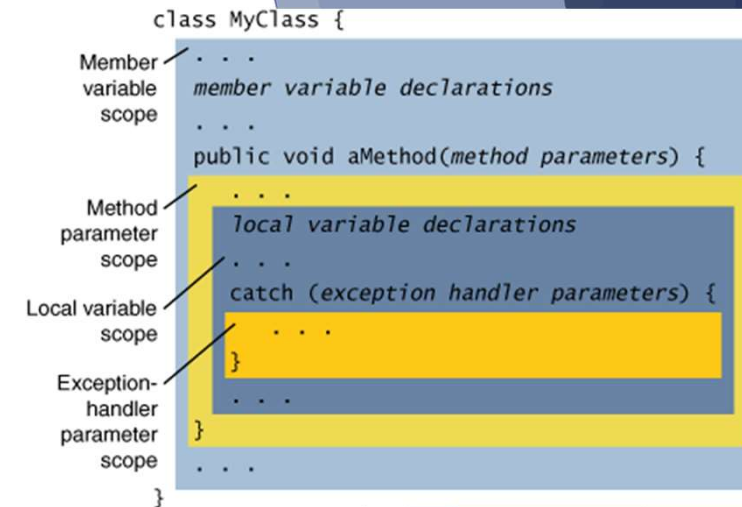 class MyClass {
Member
variable
scope
. . .
member variable declarations
. . .
public void aMethod(method parameters) {
Method
parameter
scope
. . .
local variable declarations
. . .
Local variable
scope
catch (exception handler parameters) {
. . .
}
Exception-
handler
parameter
scope
. . .
}
. . .
}